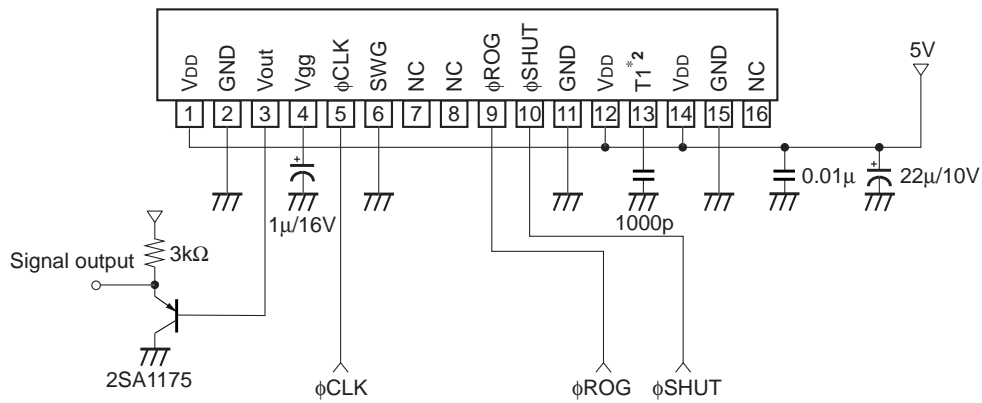 5V
VDD
GND
Vout
Vgg
ϕCLK
SWG
NC
NC
ϕROG
ϕSHUT
GND
VDD
T1*2
VDD
GND
NC
1 2 3 4 5 6 7 8 9 10 11 12 13 14 15 16
+
1μ/16V
1000p
0.01μ
+
22μ/10V
3kΩ
Signal output
2SA1175
ϕCLK
ϕROG
ϕSHUT